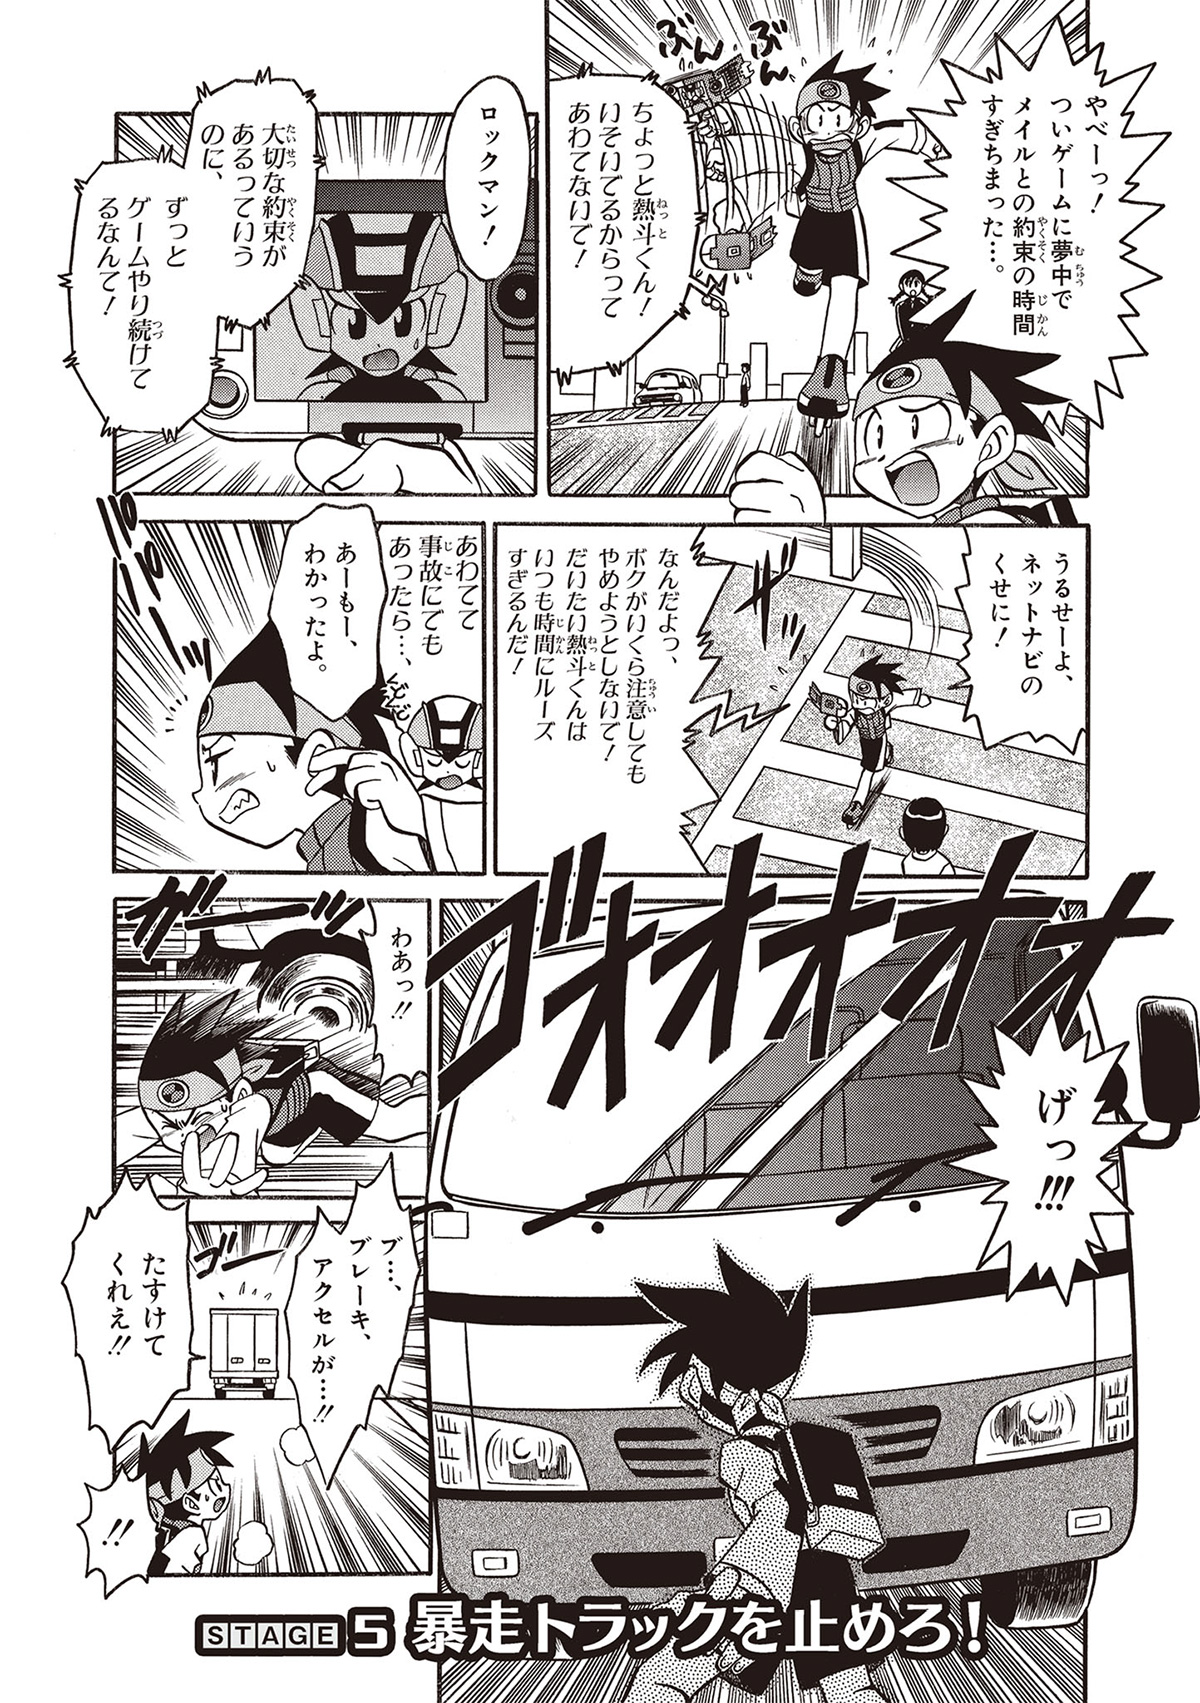 やべーっ!
ついゲームに夢中で
メイルとの約束の時間
すぎちまった…。
ぶん
ぶん
ちょっと熱斗くん!
いそいでるからって
あわてないで!
ロックマン!
大切な約束が
あるっていう
のに、
ずっと
ゲームやり続けて
るなんて!
うるせーよ、
ネットナビの
くせに!
なんだよっ、
ボクがいくら注意しても
やめようとしないで!
だいたい熱斗くんは
いつも時間にルーズ
すぎるんだ!
あわてて
事故にでも
あったら…、
くどくど
あーもー、
わかったよ。
ゴオオオオオ
げっ!!!
ガーーッ
わあっ!!
ブ…、
ブレーキ、
アクセルが…!!
ゴーッ
たすけて
くれぇ!!
!!
STAGE 5 暴走トラックを止めろ!